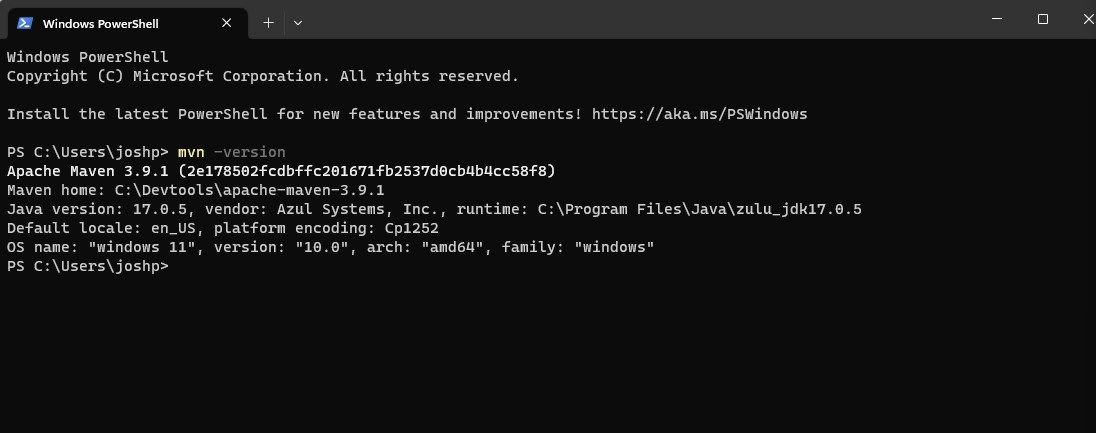 Windows PowerShell
Windows PowerShell
Copyright (C) Microsoft Corporation. All rights reserved.
Install the latest PowerShell for new features and improvements! https://aka.ms/PSWindows
PS C:\Users\joshp> mvn -version
Apache Maven 3.9.1 (2e178502fcdbffc201671fb2537d0cb4b4cc58f8)
Maven home: C:\Devtools\apache-maven-3.9.1
Java version: 17.0.5, vendor: Azul Systems, Inc., runtime: C:\Program Files\Java\zulu_jdk17.0.5
Default locale: en_US, platform encoding: Cp1252
OS name: "windows 11", version: "10.0", arch: "amd64", family: "windows"
PS C:\Users\joshp>